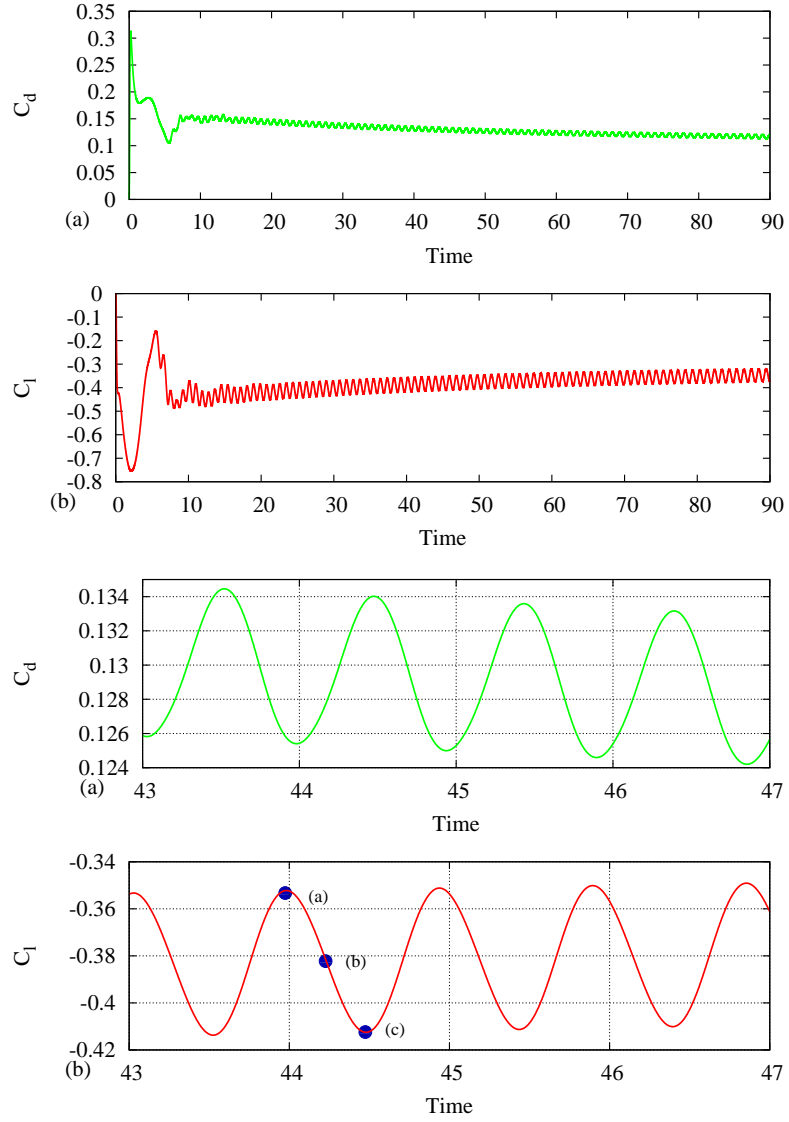 0.35
0.3
0.25
0.2
0.15
0.1
0.05
0
C_d
(a)
0 10 20 30 40 50 60 70 80 90
Time
0
-0.1
-0.2
-0.3
-0.4
-0.5
-0.6
-0.7
-0.8
C_l
(b)
0 10 20 30 40 50 60 70 80 90
Time
0.134
0.132
0.13
0.128
0.126
0.124
C_d
(a)
43 44 45 46 47
Time
-0.34
-0.36
-0.38
-0.4
-0.42
C_l
(a)
(b)
(c)
(b)
43 44 45 46 47
Time